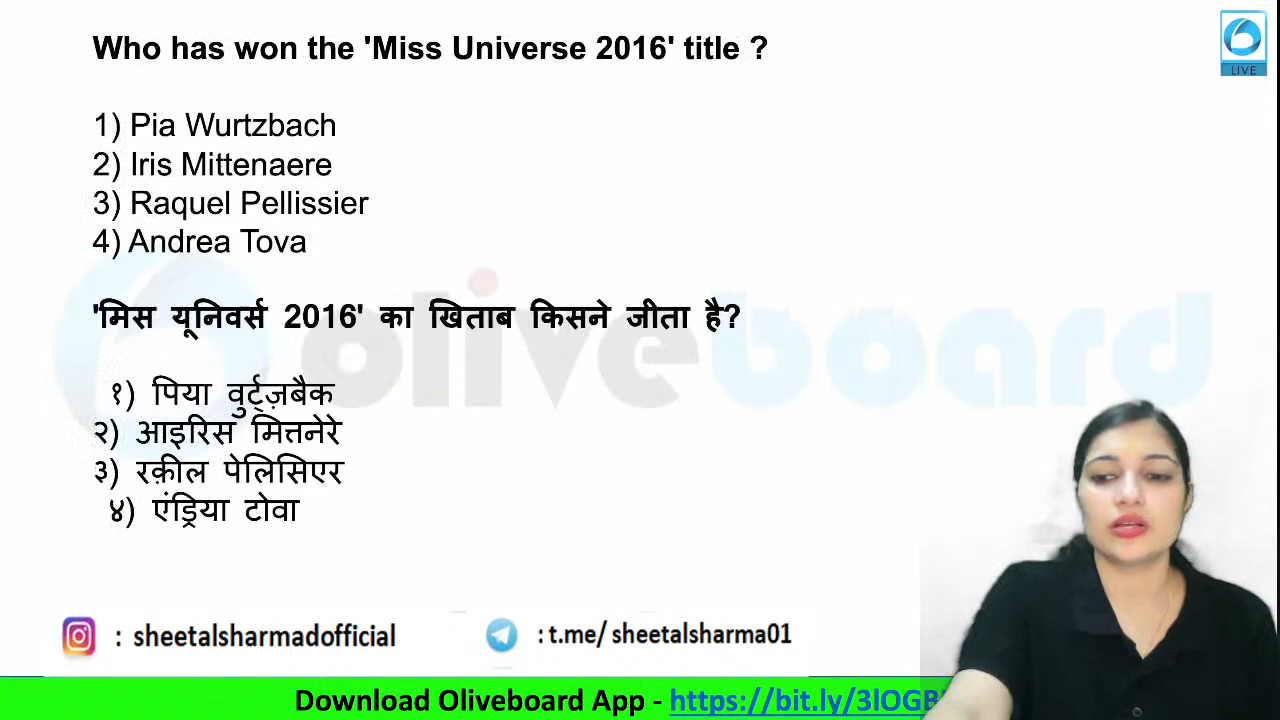 Who has won the 'Miss Universe 2016' title ?
LIVE
1) Pia Wurtzbach
2) Iris Mittenaere
3) Raquel Pellissier
4) Andrea Tova
'मिस यूनिवर्स 2016' का खिताब किसने जीता है?
oliveboard
१) पिया वुर्ट्ज़बैक
२) आइरिस मित्तनेरे
३) रक़ील पेलिसिएर
४) एंड्रिया टोवा
: sheetalsharmadofficial
: t.me/ sheetalsharma01
Download Oliveboard App - https://bit.ly/3lOGB